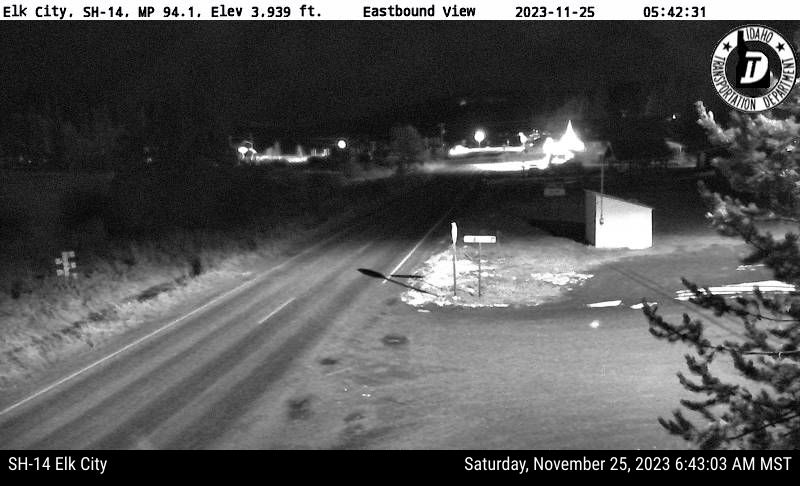 Elk City, SH-14, MP 94.1, Elev 3,939 ft. Eastbound View 2023-11-25 05:42:31
IDAHO
TRANSPORTATION DEPARTMENT
SH-14 Elk City Saturday, November 25, 2023 6:43:03 AM MST